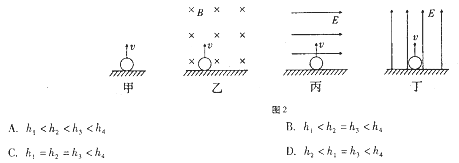 v
× B × ×
× × ×
v
× ×
E
v
E
v
甲 乙 丙 丁
图2
A. h₁ < h₂ < h₃ < h₄ B. h₁ < h₂ = h₃ < h₄
C. h₁ = h₂ = h₃ < h₄ D. h₂ < h₁ = h₃ < h₄